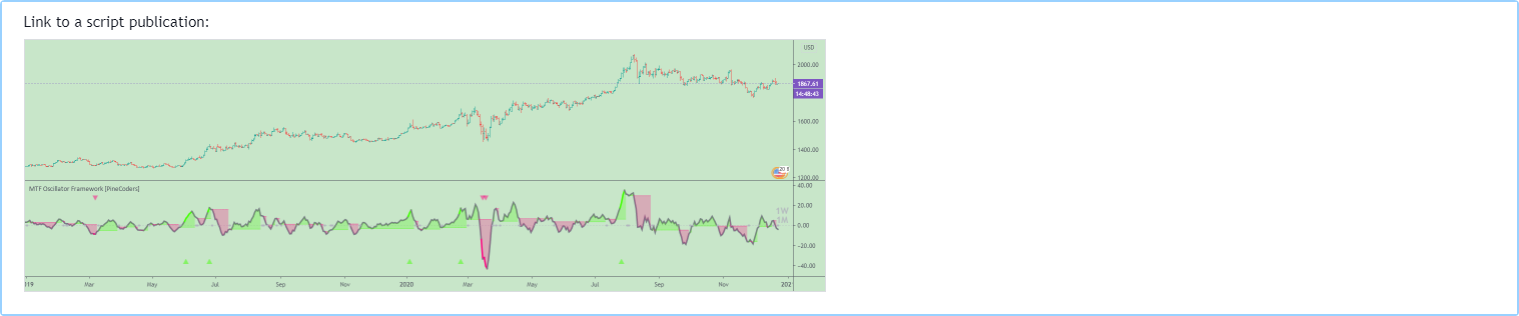 Link to a script publication:
USD
2000.00
1867.61
14:48:43
1600.00
1400.00
1200.00
MTF Oscillator Framework [PineCoders]
40.00
20.00
1W
1M
0.00
−20.00
−40.00
Mar May Jul Sep Nov 2020 Mar May Jul Sep Nov